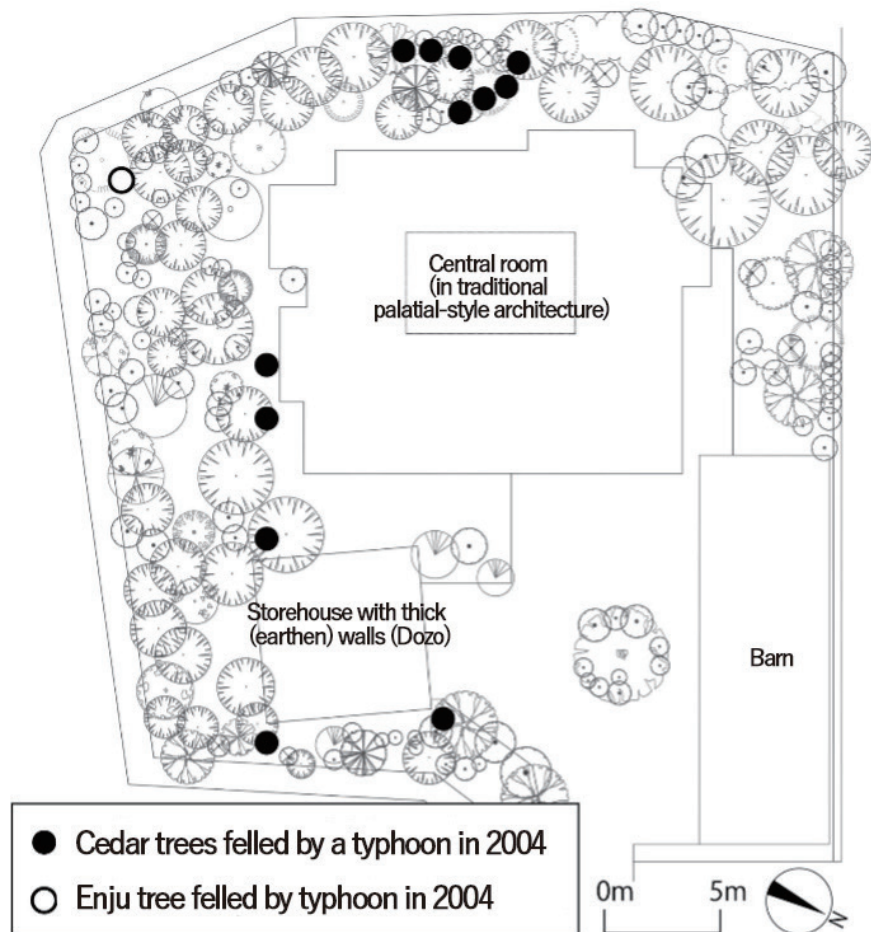 Central room
(in traditional
palatial-style architecture)
Storehouse with thick
(earthen) walls (Dozo)
Barn
Cedar trees felled by a typhoon in 2004
Enju tree felled by typhoon in 2004
0m 5m
N